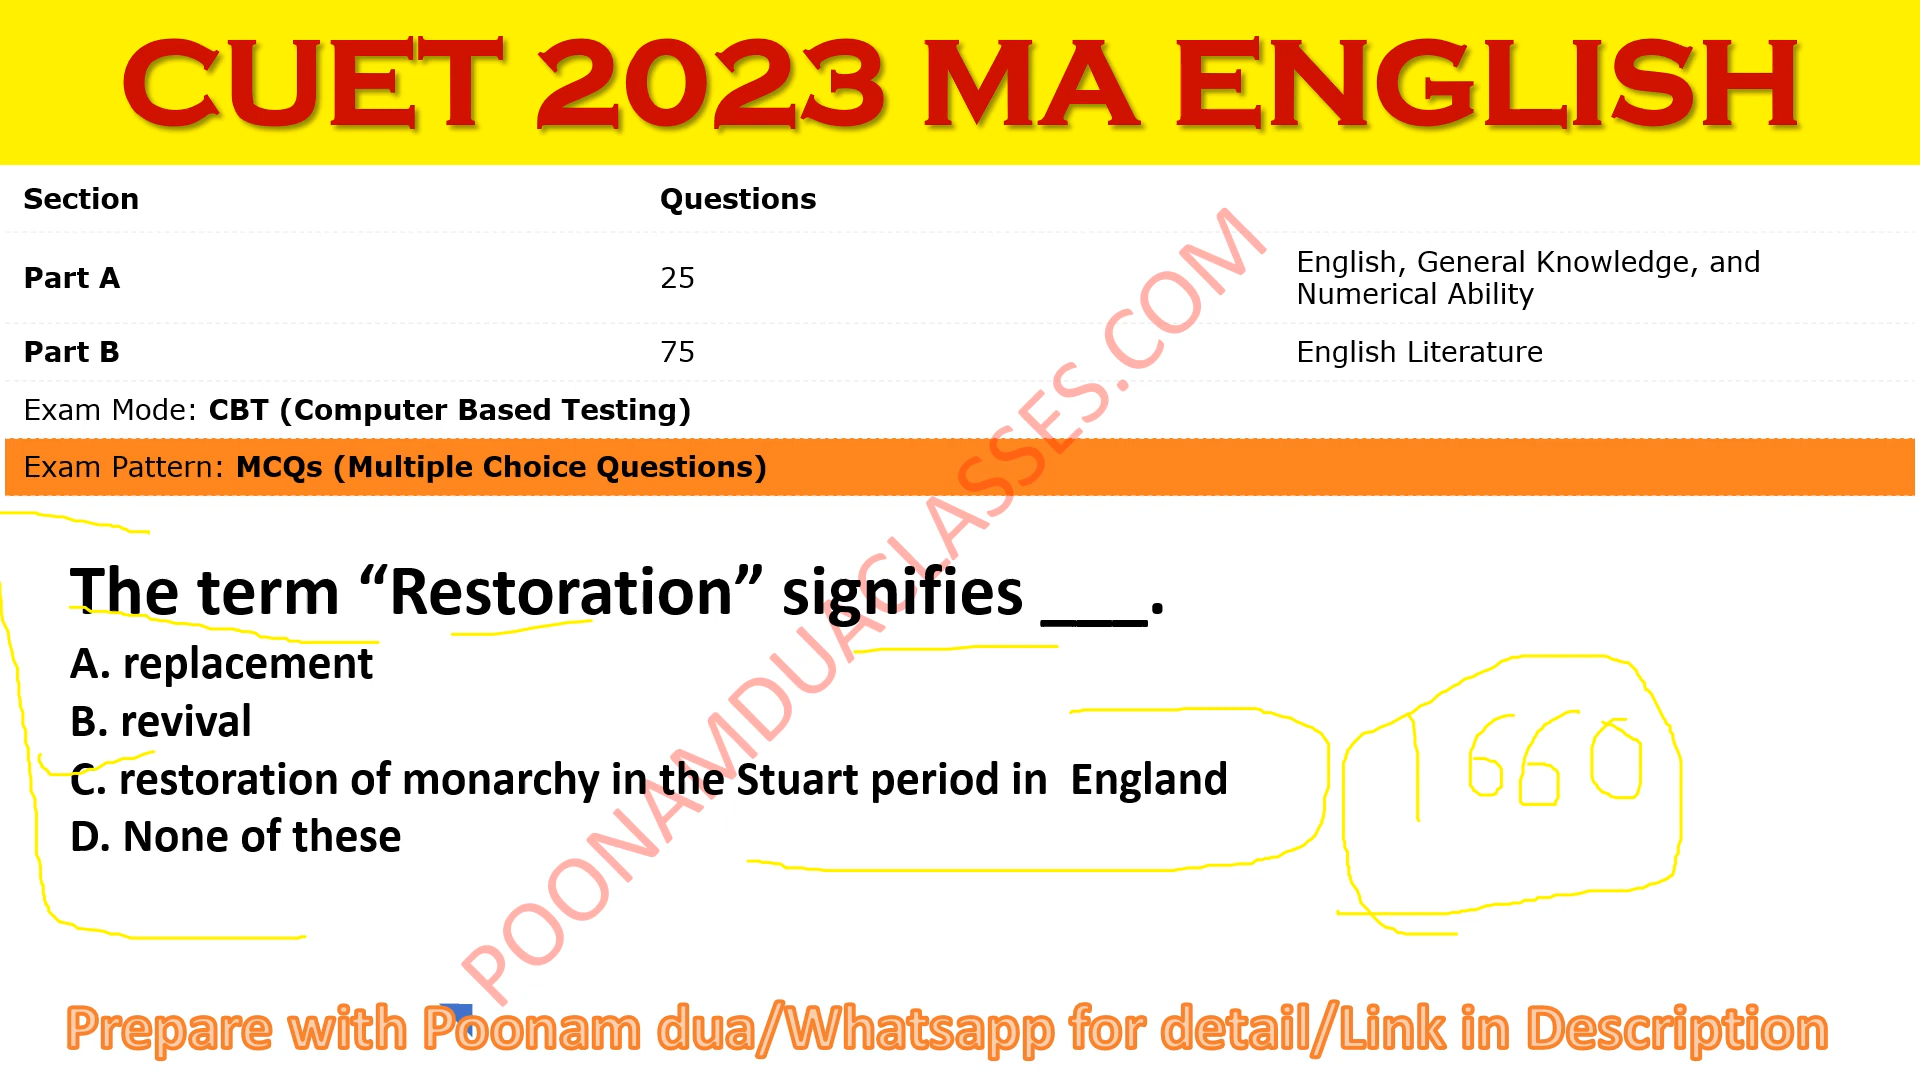 CUET 2023 MA ENGLISH
Section Questions
Part A 25 English, General Knowledge, and
Numerical Ability
Part B 75 English Literature
Exam Mode: CBT (Computer Based Testing)
Exam Pattern: MCQs (Multiple Choice Questions)
The term “Restoration” signifies ___.
A. replacement
B. revival
C. restoration of monarchy in the Stuart period in  England
D. None of these
1660
POONAMDUACLASSES.COM
Prepare with Poonam dua/Whatsapp for detail/Link in Description